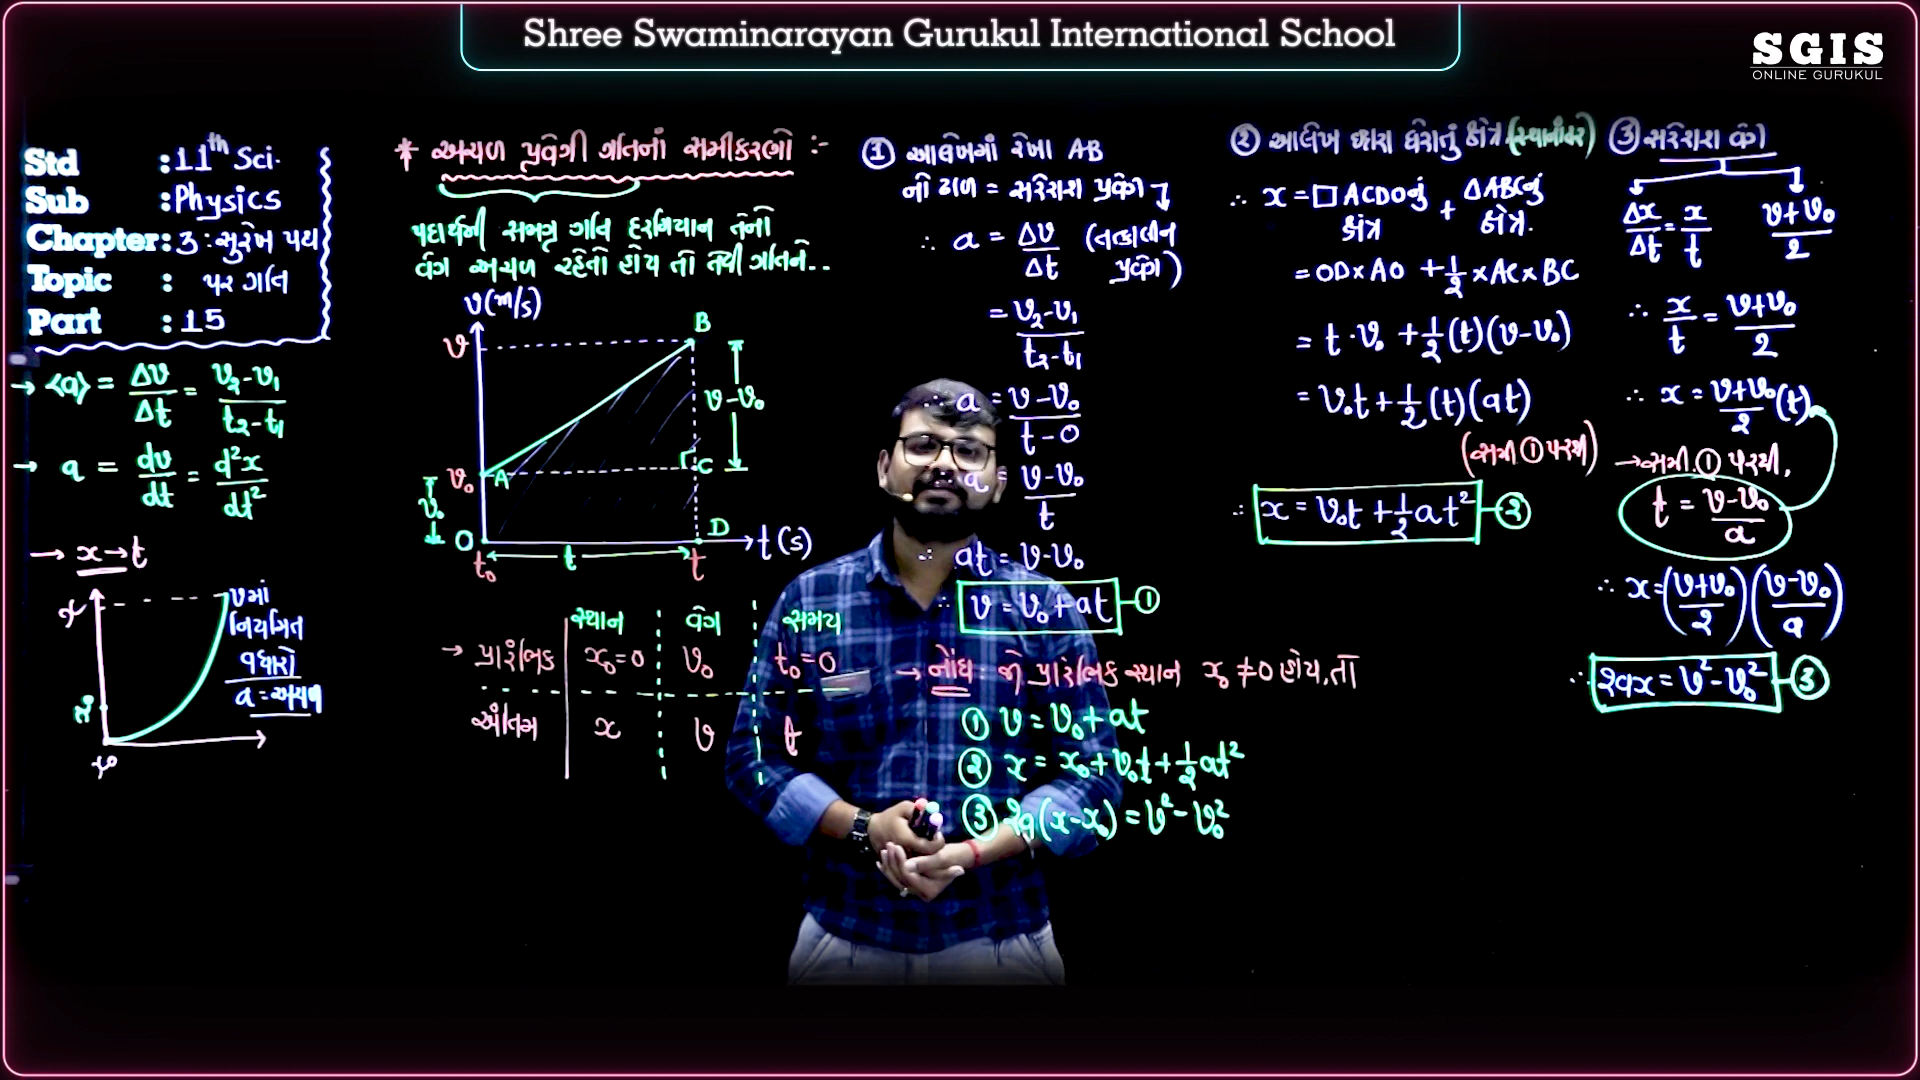 Shree Swaminarayan Gurukul International School
SGIS
ONLINE GURUKUL
Std : 11th Sci.
Sub : Physics
Chapter : 3 : સુરેખ પથ
Topic : પર ગતિ
Part : 15
→ <a> = Δv/Δt = v₂-v₁/t₂-t₁
→ a = dv/dt = d²x/dt²
→ x→t
x
vમાં
નિયમિત
વધારો
a = અચળ
* અચળ પ્રવેગી ગતિનાં સમીકરણો :-
પદાર્થની સમગ્ર ગતિ દરમિયાન તેનો
વેગ અચળ રહેતો હોય તો તેવી ગતિને..
v(m/s)
B
v
v-v₀
A
C
v₀
v₀
O
D
t(s)
t₀
t
t
સ્થાન વેગ સમય
→ પ્રારંભિક x₀=0 v₀ t₀=0
અંતિમ x v t
① આલેખમાં રેખા AB
નો ઢાળ = સરેરાશ પ્રવેગ
∴ a = Δv/Δt (તત્કાલીન પ્રવેગ)
= v₂-v₁/t₂-t₁
∴ a = v-v₀/t-0
a = v-v₀/t
∴ at = v-v₀
∴ v = v₀+at -①
→ નોંધ : જો પ્રારંભિક સ્થાન x₀ ≠0 હોય,તો
① v = v₀+at
② x = x₀+v₀t+½at²
③ 2a(x-x₀) = v²-v₀²
② આલેખ દ્વારા ઘેરાતું ક્ષેત્ર (સ્થાનાંતર)
∴ x = □ ACDOનું ક્ષેત્ર + ΔABCનું ક્ષેત્ર.
= OD×AO + ½×AC×BC
= t·v₀ + ½(t)(v-v₀)
= v₀t+½(t)(at)
(સમી.① પરથી)
∴ x = v₀t+½at² -②
③ સરેરાશ વેગ
Δx/Δt = x/t v+v₀/2
∴ x/t = v+v₀/2
∴ x = v+v₀/2 (t)
→ સમી.① પરથી,
t = v-v₀/a
∴ x = (v+v₀/2)(v-v₀/a)
∴ 2ax = v²-v₀² -③